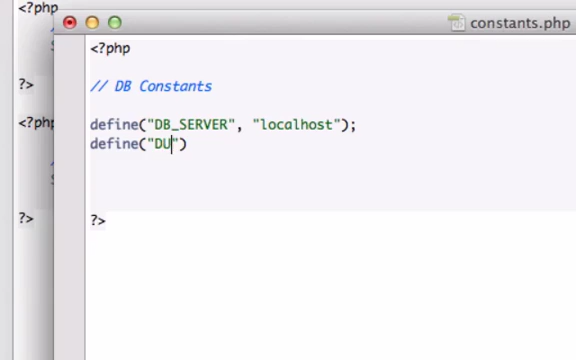 <?php
constants.php
<?php
// DB Constants
?>
define("DB_SERVER", "localhost");
<?php
define("DU")
?>
?>